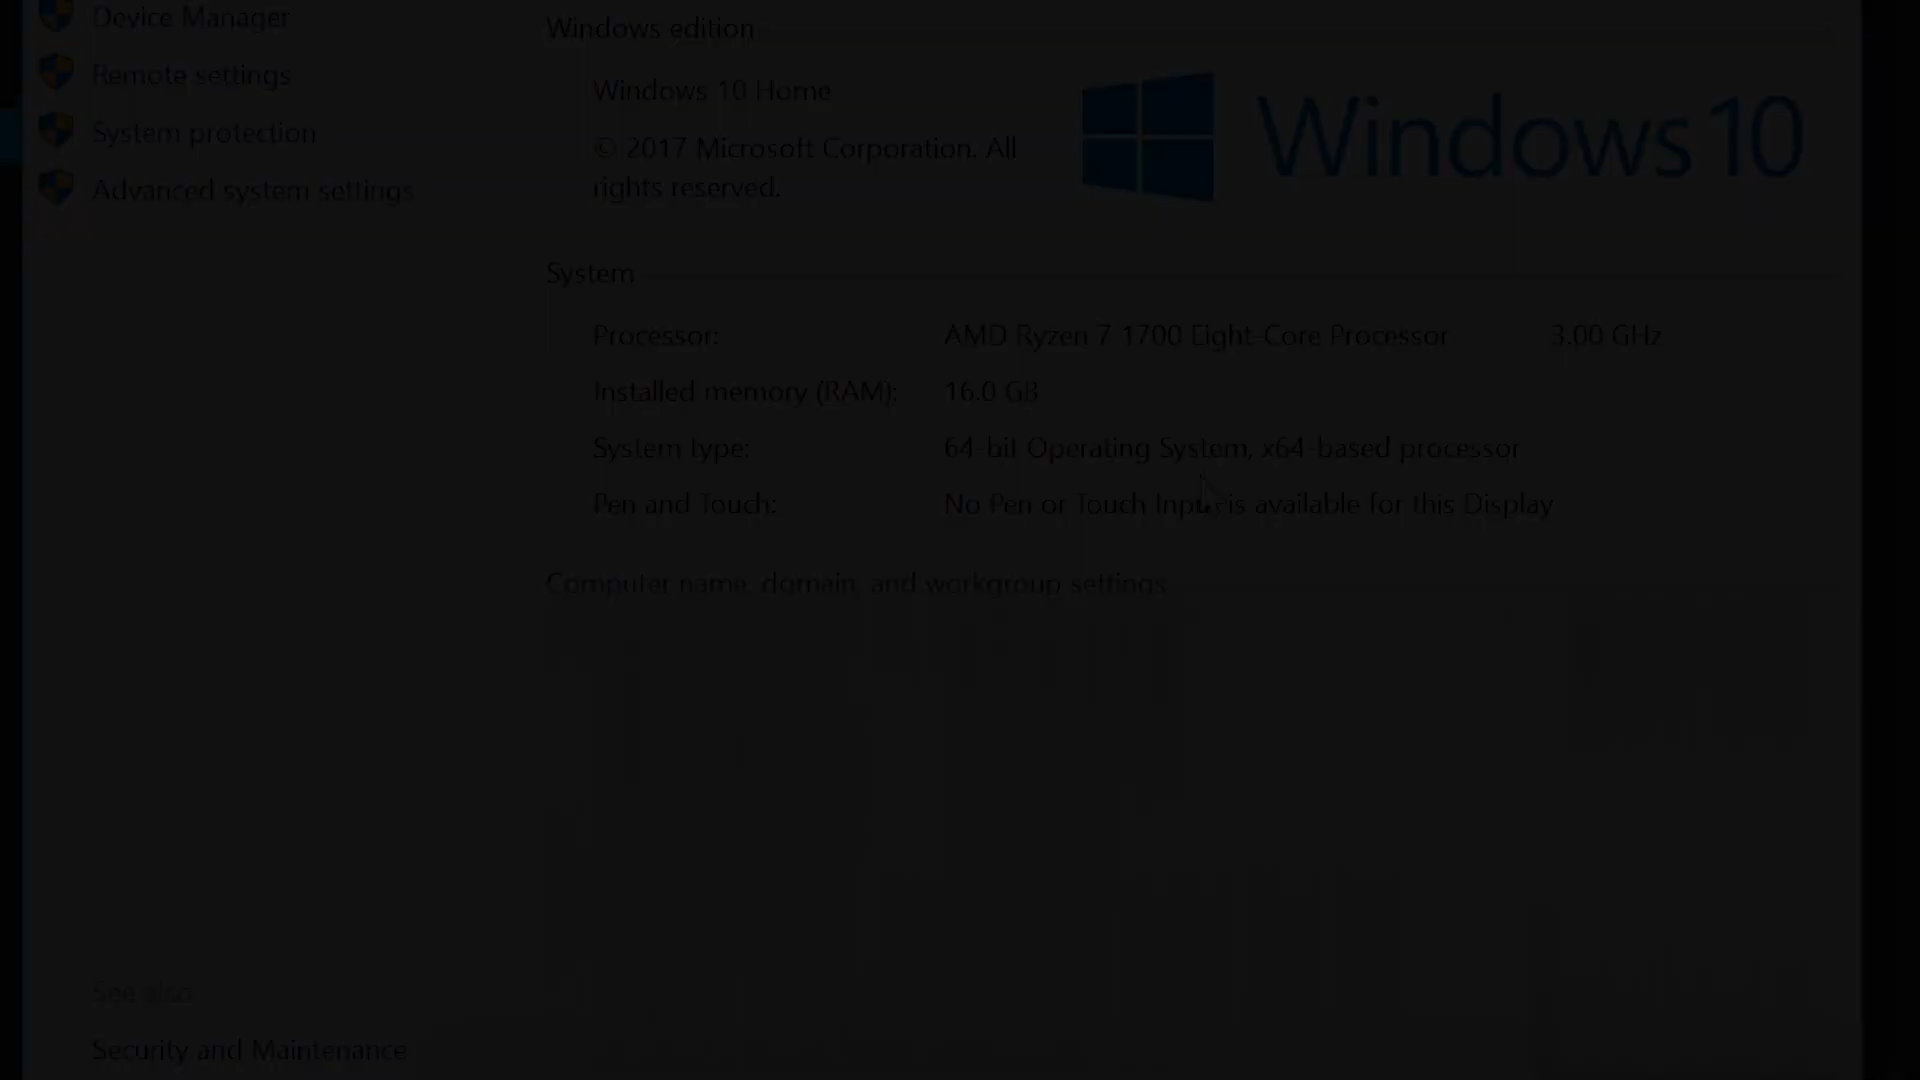 Device Manager
Remote settings
System protection
Advanced system settings
Windows edition
Windows 10 Home
© 2017 Microsoft Corporation. All
rights reserved.
Windows 10
System
Processor: AMD Ryzen 7 1700 Eight-Core Processor 3.00 GHz
Installed memory (RAM): 16.0 GB
System type: 64-bit Operating System, x64-based processor
Pen and Touch: No Pen or Touch Input is available for this Display
Computer name, domain, and workgroup settings
See also
Security and Maintenance